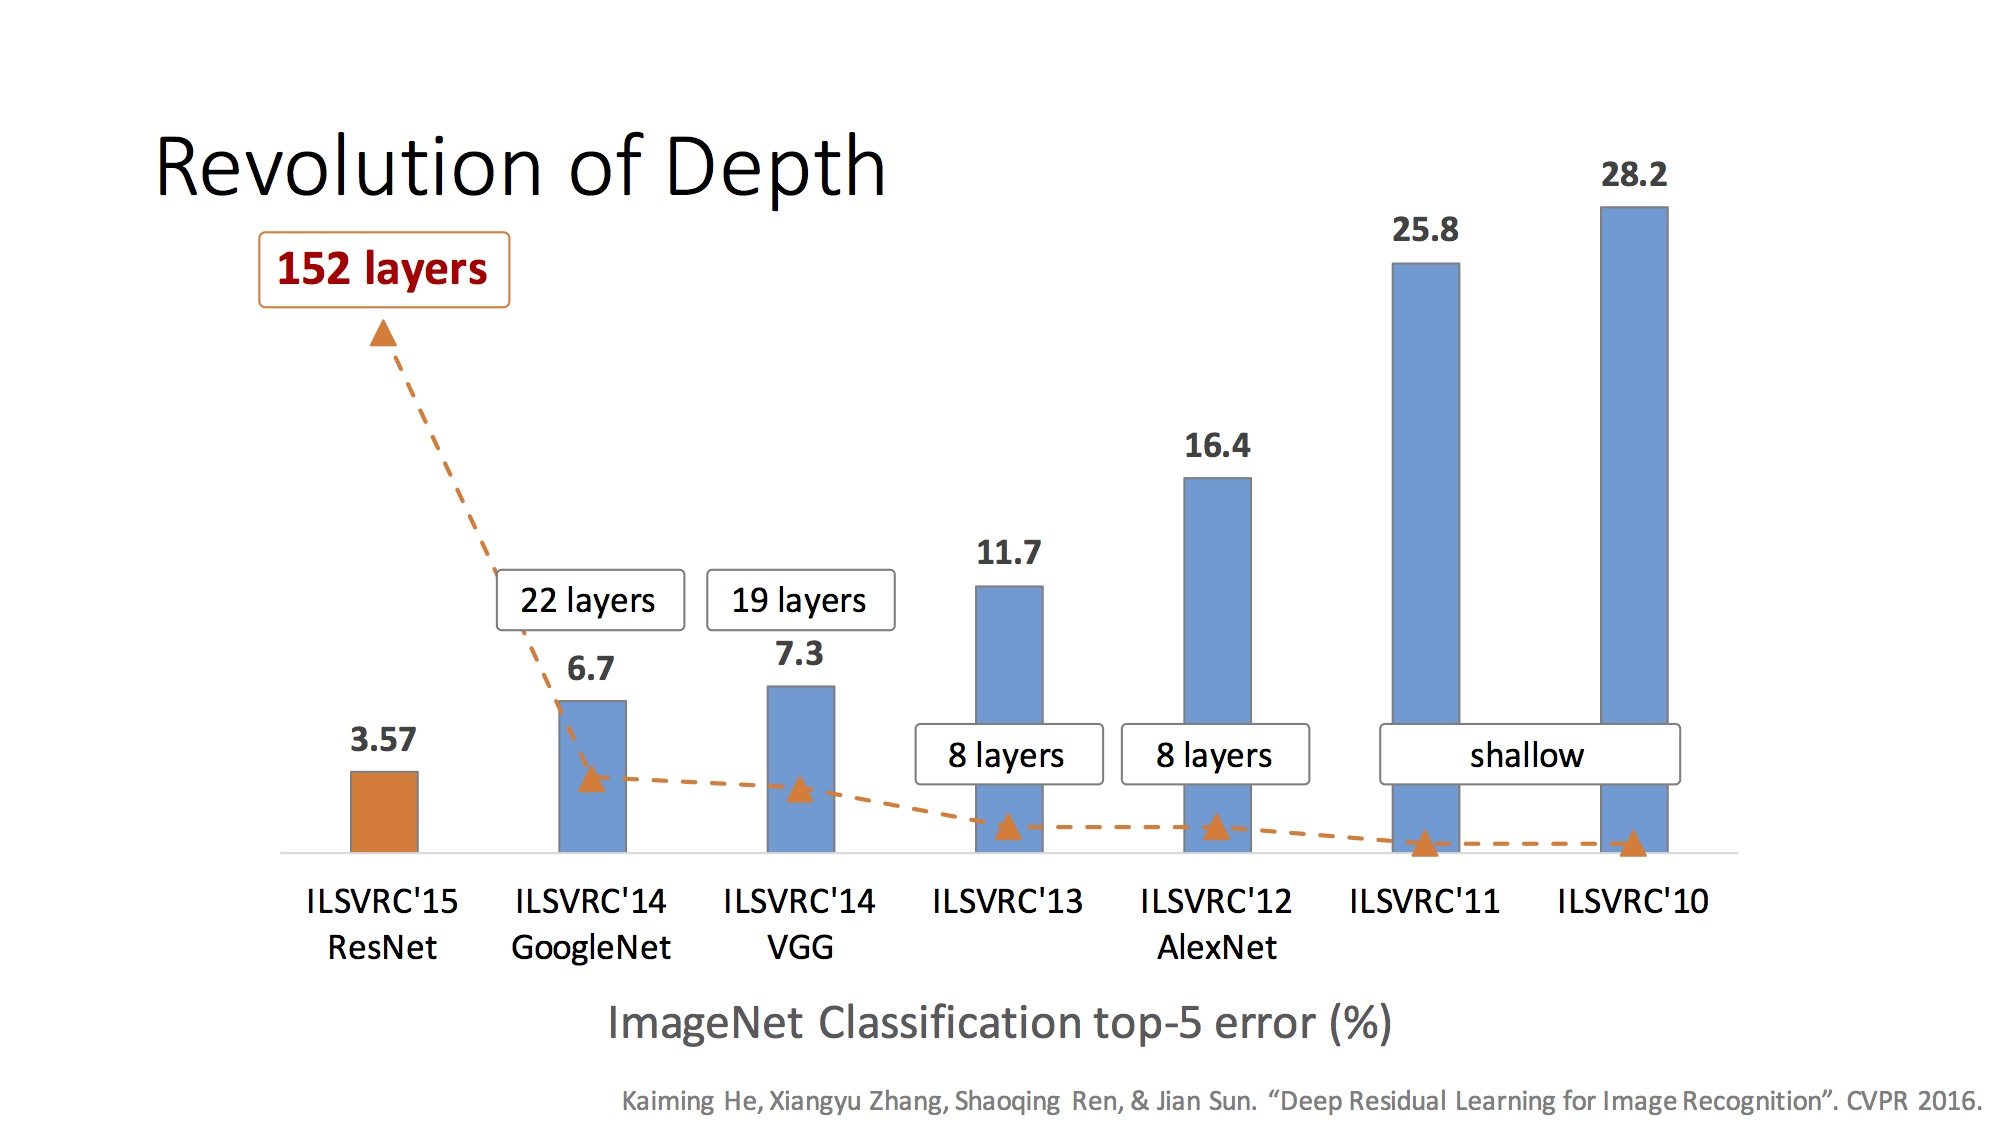 Revolution of Depth
28.2
25.8
152 layers
16.4
11.7
22 layers
19 layers
7.3
6.7
3.57
8 layers
8 layers
shallow
ILSVRC'15
ResNet
ILSVRC'14
GoogleNet
ILSVRC'14
VGG
ILSVRC'13
ILSVRC'12
AlexNet
ILSVRC'11
ILSVRC'10
ImageNet Classification top-5 error (%)
Kaiming He, Xiangyu Zhang, Shaoqing Ren, & Jian Sun. “Deep Residual Learning for Image Recognition”. CVPR 2016.